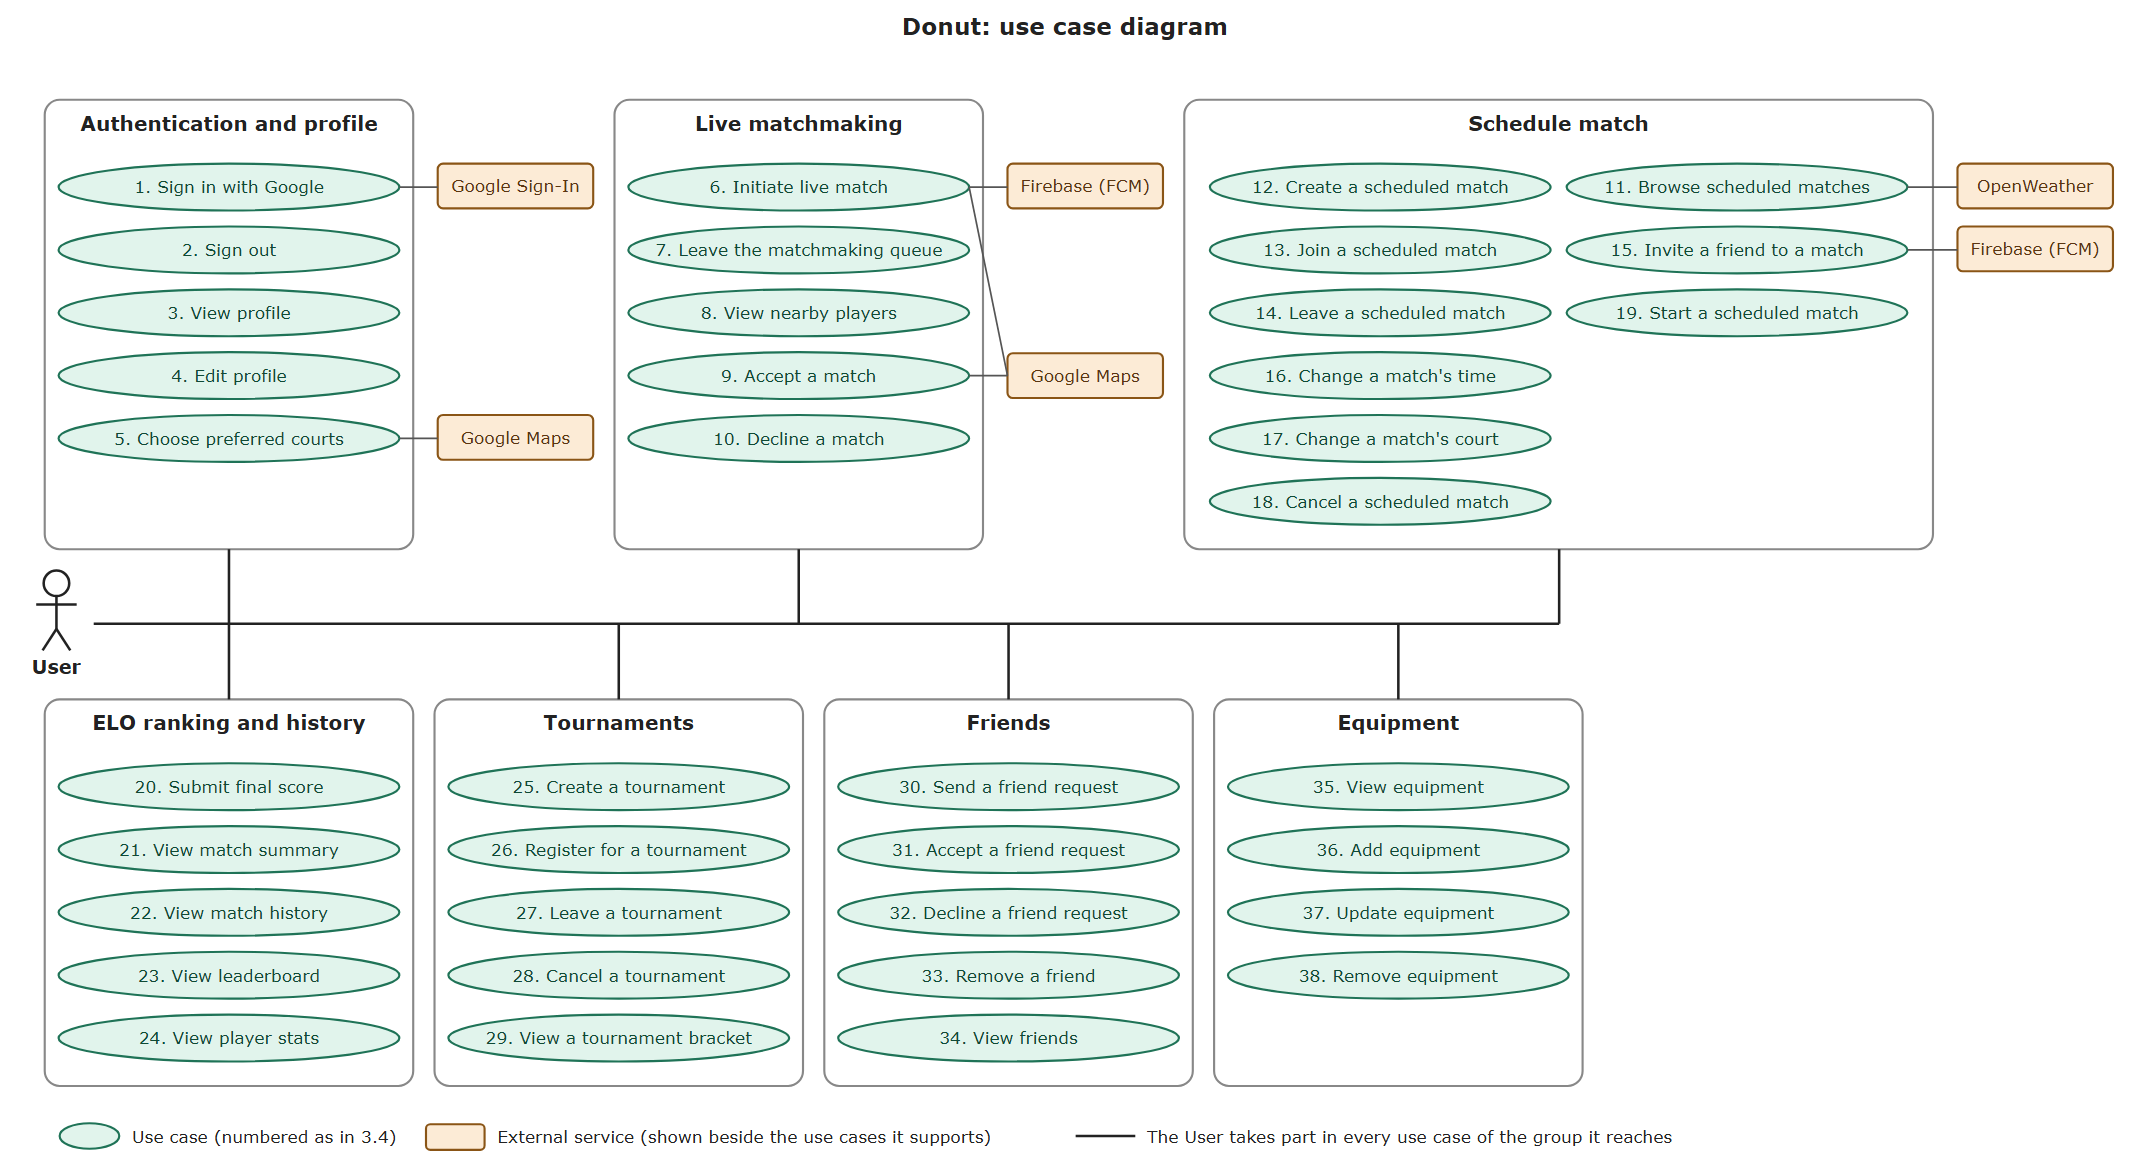 Donut: use case diagram
Authentication and profile
1. Sign in with Google
Google Sign-In
2. Sign out
3. View profile
4. Edit profile
5. Choose preferred courts
Google Maps
Live matchmaking
6. Initiate live match
Firebase (FCM)
7. Leave the matchmaking queue
8. View nearby players
9. Accept a match
Google Maps
10. Decline a match
Schedule match
12. Create a scheduled match
11. Browse scheduled matches
OpenWeather
13. Join a scheduled match
15. Invite a friend to a match
Firebase (FCM)
14. Leave a scheduled match
19. Start a scheduled match
16. Change a match's time
17. Change a match's court
18. Cancel a scheduled match
User
ELO ranking and history
20. Submit final score
21. View match summary
22. View match history
23. View leaderboard
24. View player stats
Tournaments
25. Create a tournament
26. Register for a tournament
27. Leave a tournament
28. Cancel a tournament
29. View a tournament bracket
Friends
30. Send a friend request
31. Accept a friend request
32. Decline a friend request
33. Remove a friend
34. View friends
Equipment
35. View equipment
36. Add equipment
37. Update equipment
38. Remove equipment
Use case (numbered as in 3.4)
External service (shown beside the use cases it supports)
The User takes part in every use case of the group it reaches